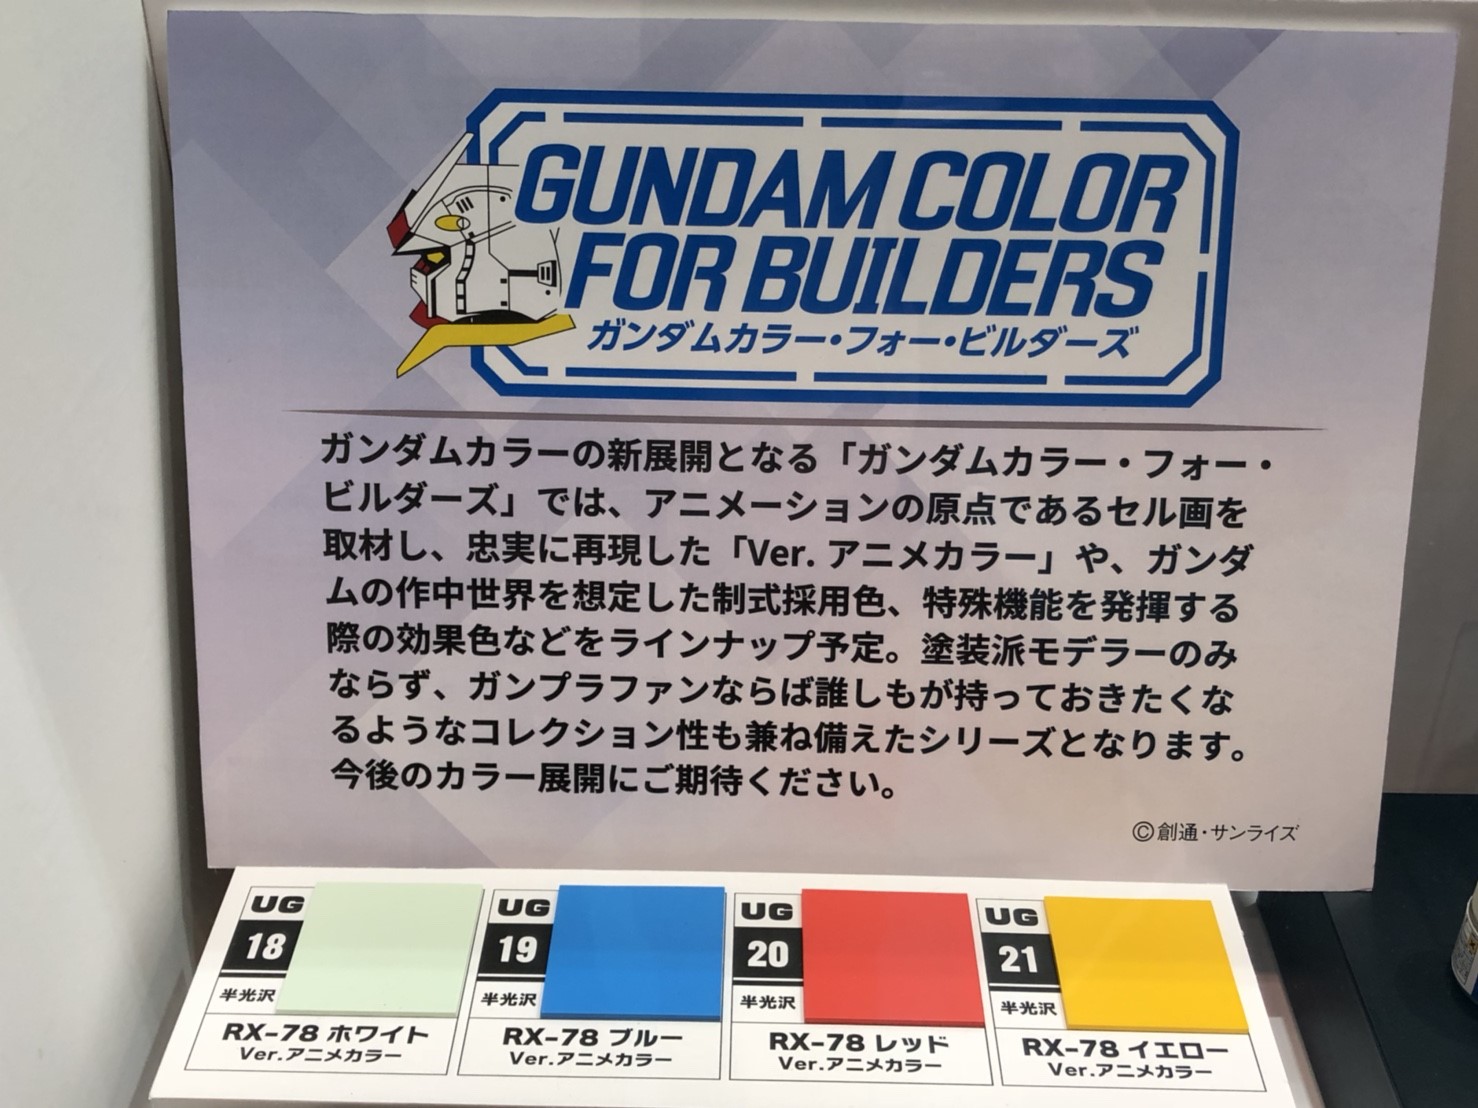 GUNDAM COLOR
FOR BUILDERS
ガンダムカラー・フォー・ビルダーズ
ガンダムカラーの新展開となる「ガンダムカラー・フォー・
ビルダーズ」では、アニメーションの原点であるセル画を
取材し、忠実に再現した「Ver. アニメカラー」や、ガンダ
ムの作中世界を想定した制式採用色、特殊機能を発揮する
際の効果色などをラインナップ予定。塗装派モデラーのみ
ならず、ガンプラファンならば誰しもが持っておきたくな
るようなコレクション性も兼ね備えたシリーズとなります。
今後のカラー展開にご期待ください。
©創通・サンライズ
UG
18
半光沢
RX-78 ホワイト
Ver.アニメカラー
UG
19
半光沢
RX-78 ブルー
Ver.アニメカラー
UG
20
半光沢
RX-78 レッド
Ver.アニメカラー
UG
21
半光沢
RX-78 イエロー
Ver.アニメカラー